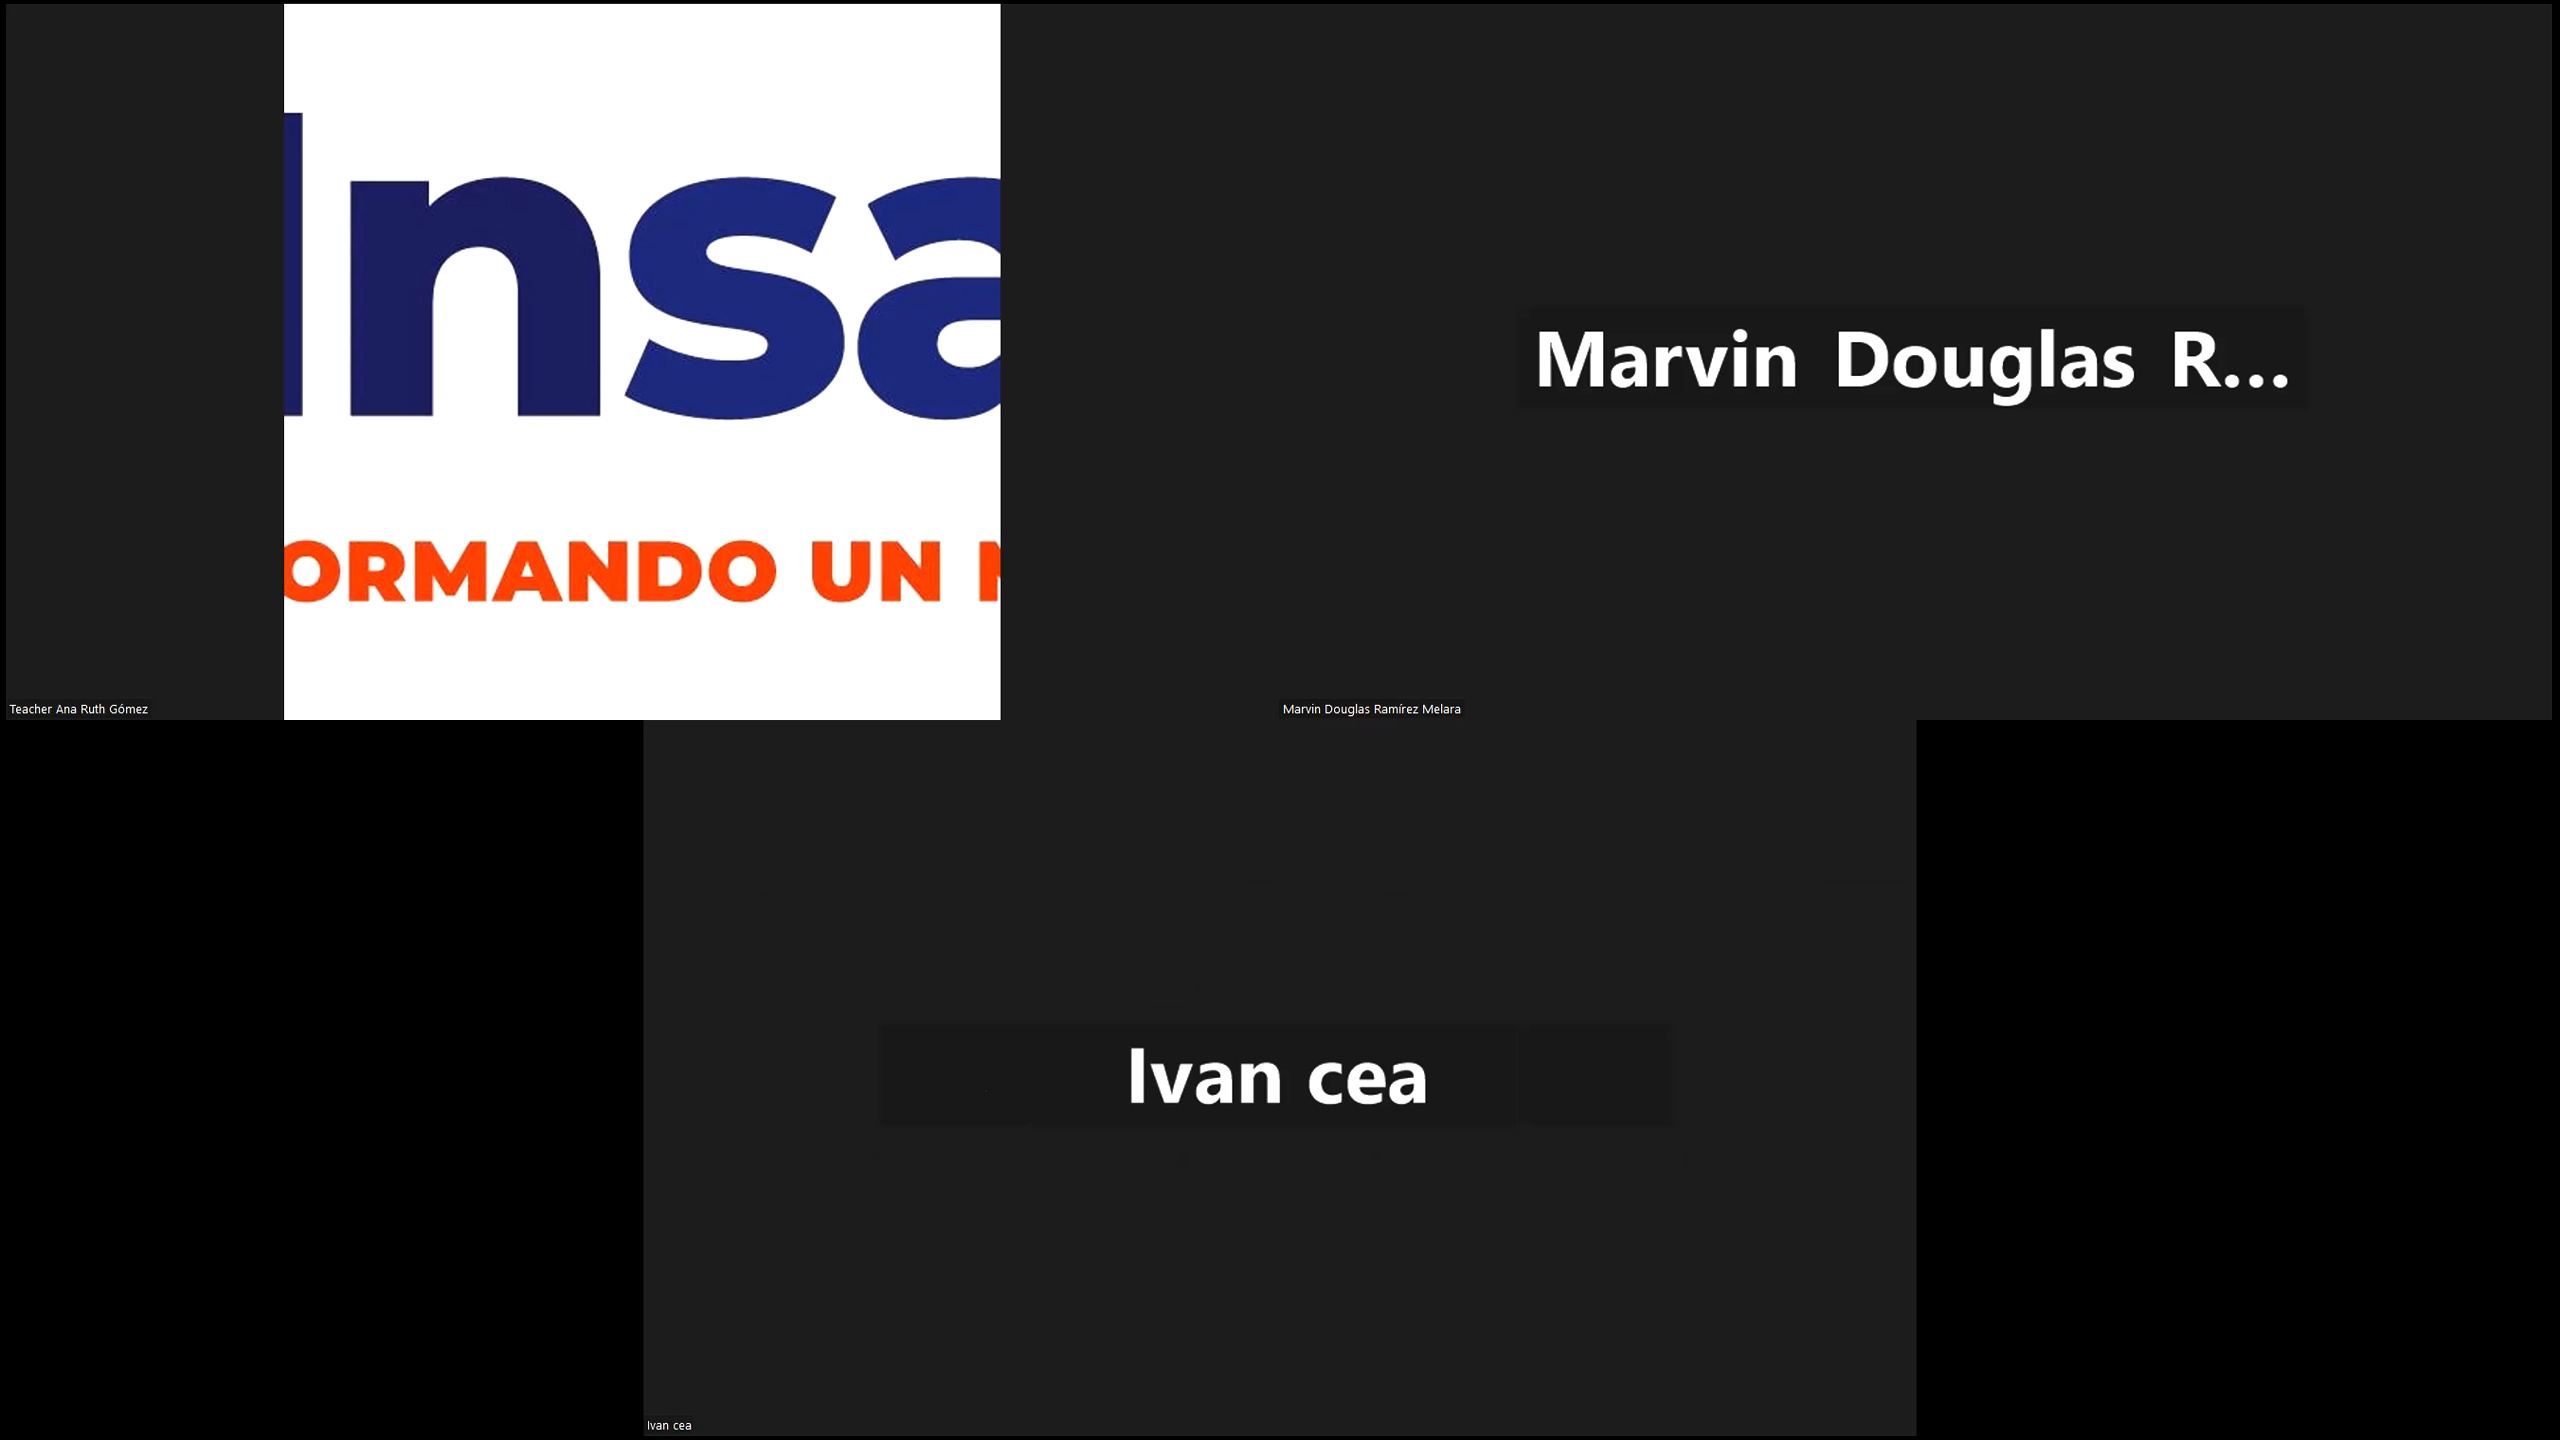 Insa
ORMANDO UN
Marvin Douglas R...
Teacher Ana Ruth Gómez
Marvin Douglas Ramírez Melara
Ivan cea
Ivan cea